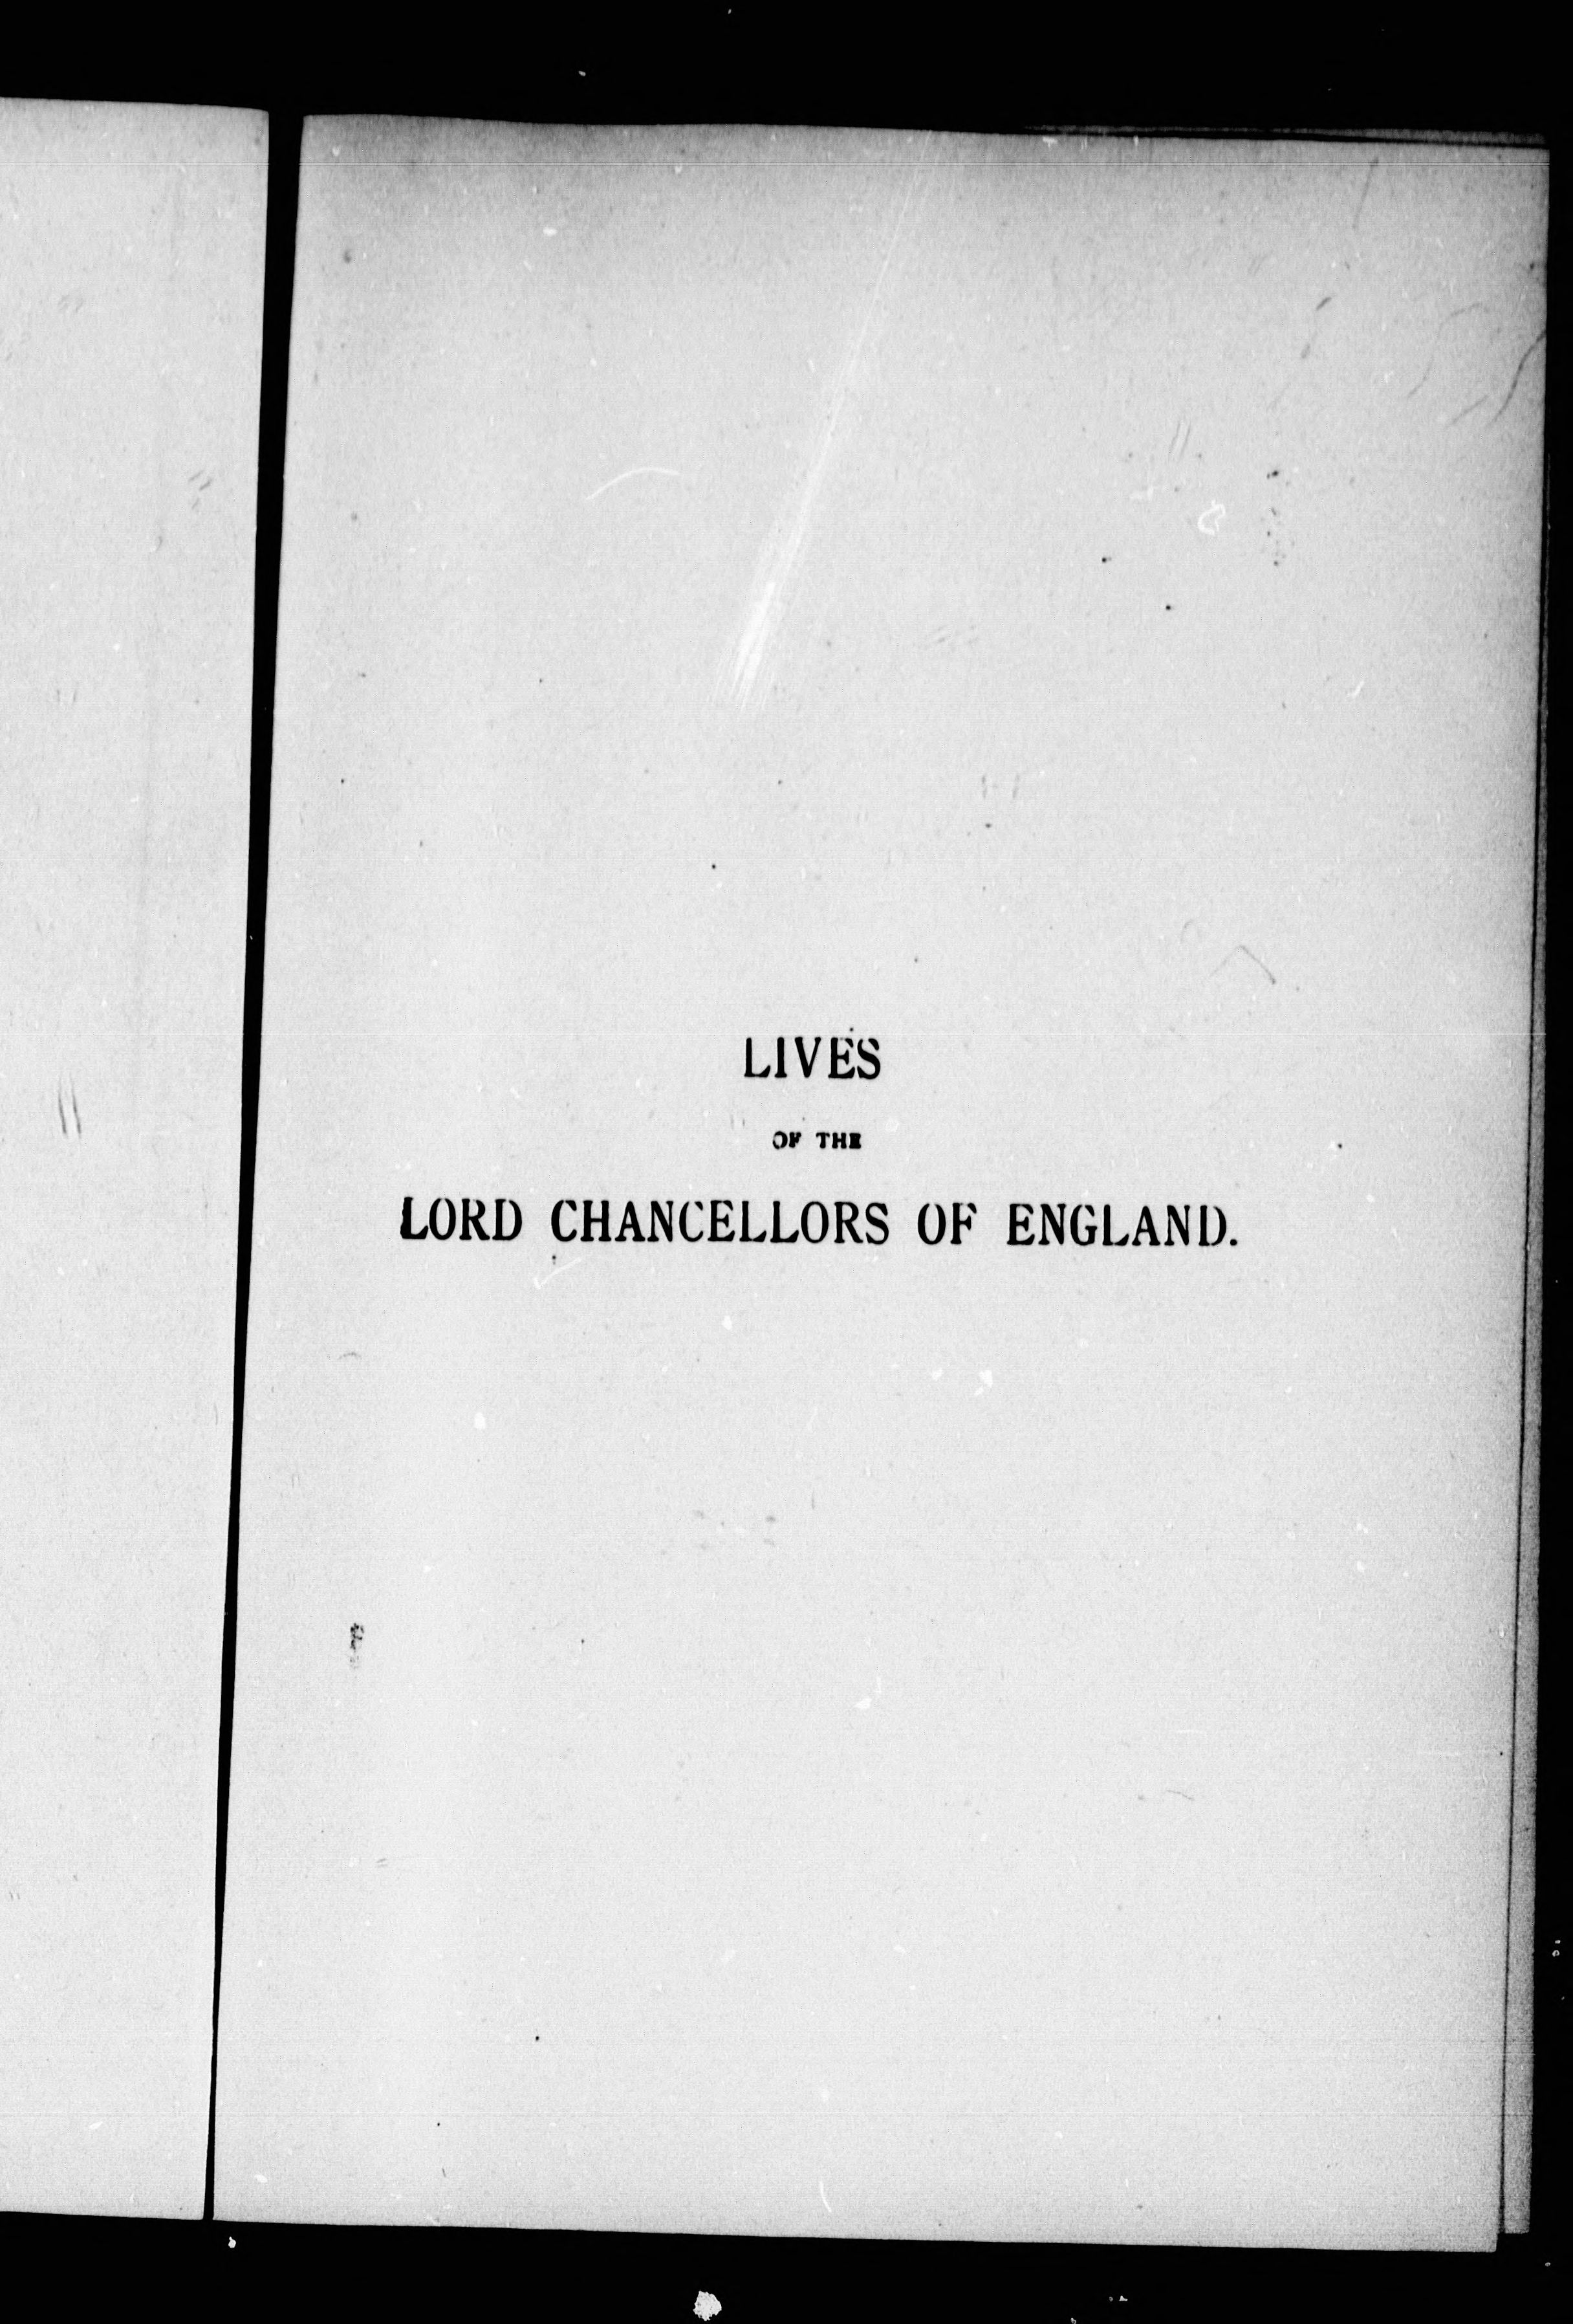 LIVES
OF THE
LORD CHANCELLORS OF ENGLAND.